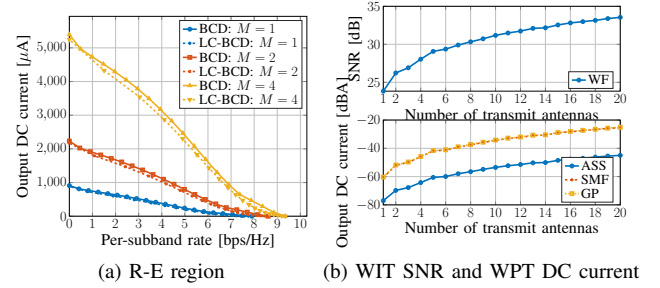 Output DC current [μA]
5,000
4,000
3,000
2,000
1,000
0
BCD: M = 1
LC-BCD: M = 1
BCD: M = 2
LC-BCD: M = 2
BCD: M = 4
LC-BCD: M = 4
0 1 2 3 4 5 6 7 8 9 10
Per-subband rate [bps/Hz]
(a) R-E region
SNR [dB]
35
30
25
WF
1 2 4 6 8 10 12 14 16 18 20
Number of transmit antennas
Output DC current [dBA]
−20
−40
−60
−80
ASS
SMF
GP
1 2 4 6 8 10 12 14 16 18 20
Number of transmit antennas
(b) WIT SNR and WPT DC current